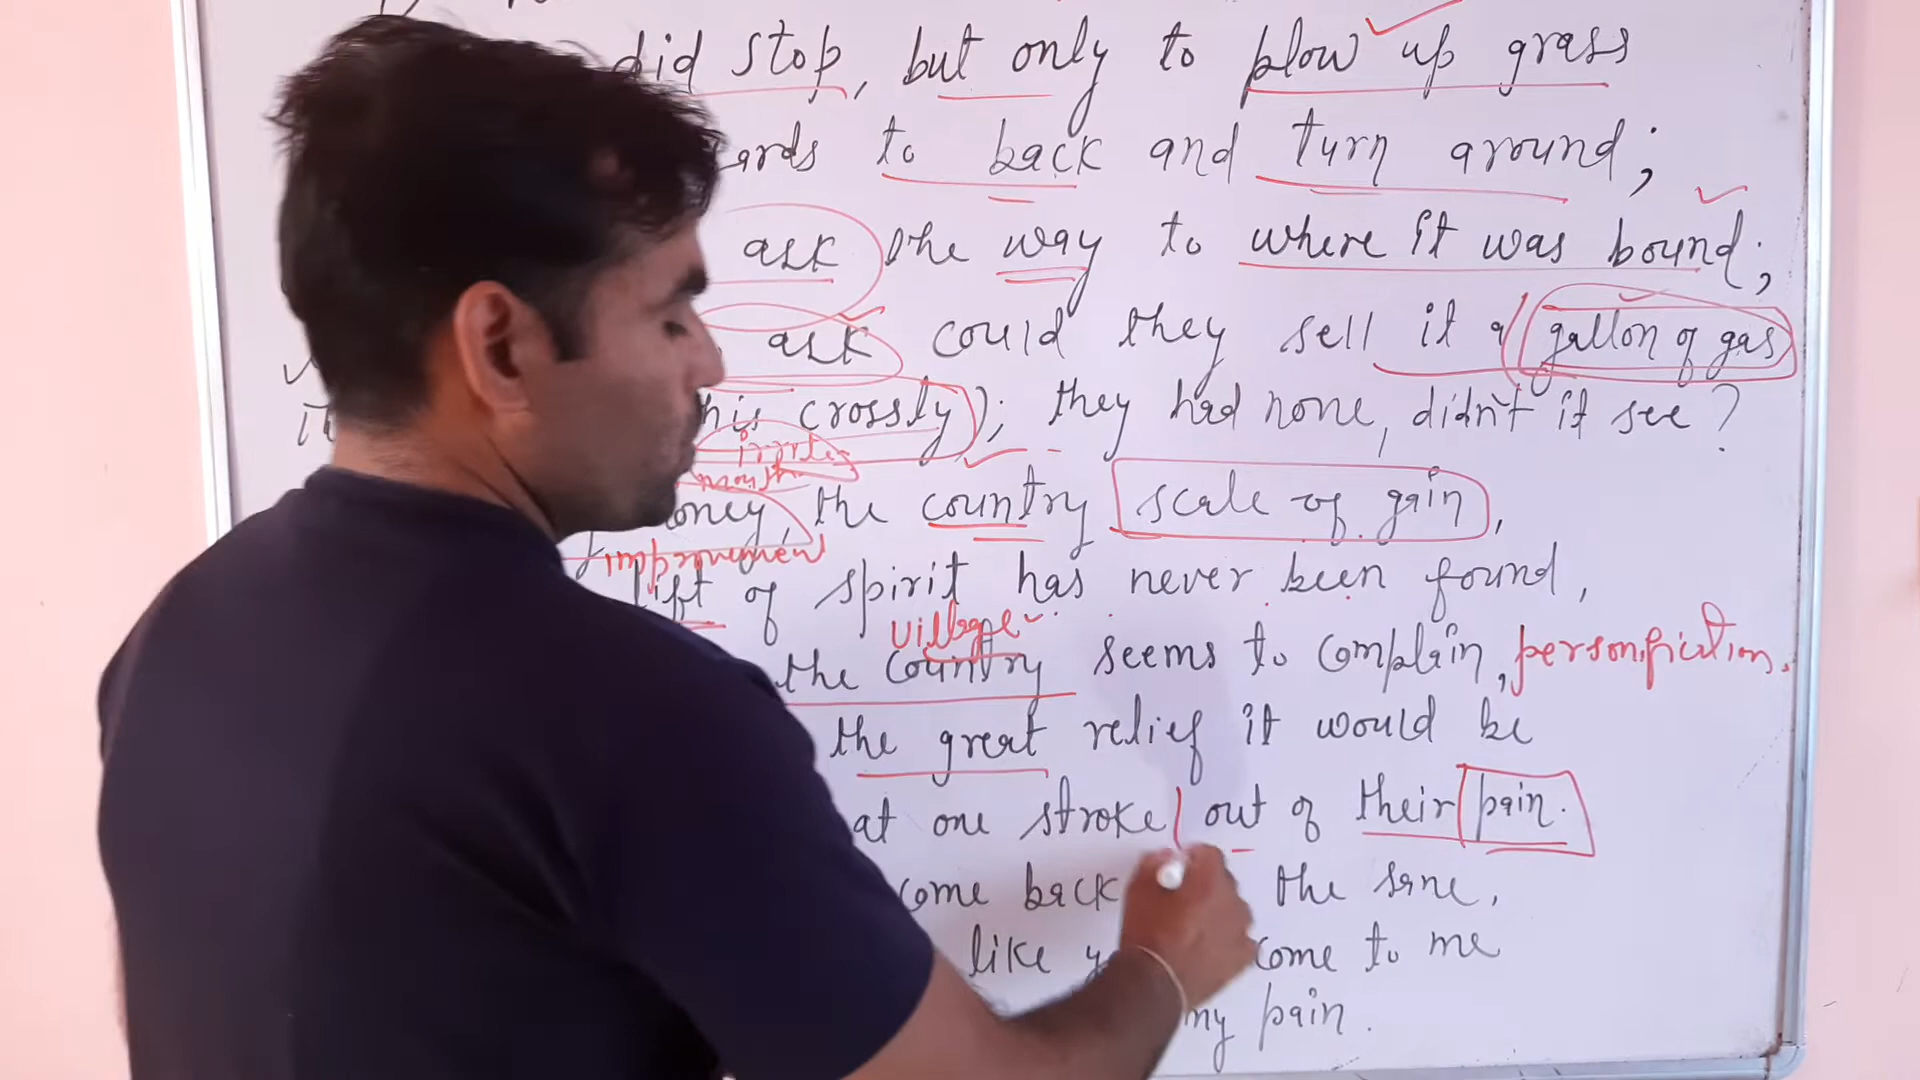 did stop, but only to plow up grass
ards to back and turn around;
ask the way to where it was bound;
ask could they sell it a gallon of gas
this crossly); they had none, didn't it see?
oney, the country scale of gain,
improvement
lift of spirit has never been found,
village
the country seems to complain, personification.
the great relief it would be
at one stroke out of their pain.
come back the sane,
like come to me
my pain.